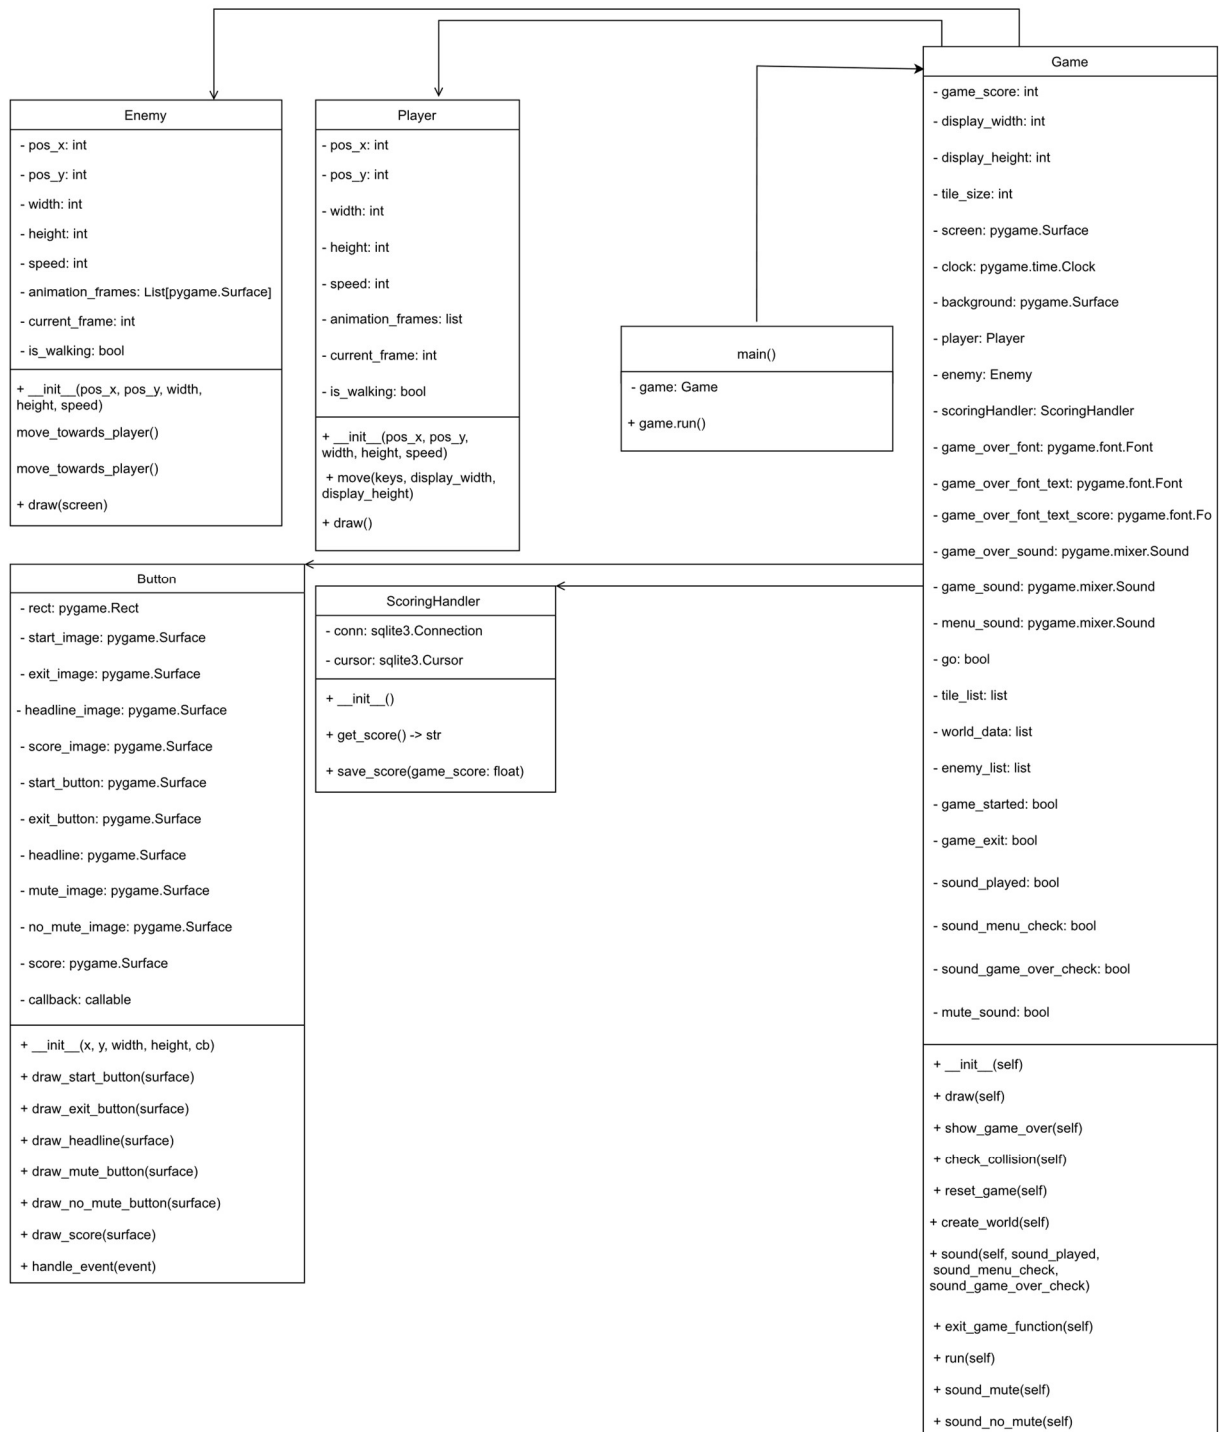 Enemy
- pos_x: int
- pos_y: int
- width: int
- height: int
- speed: int
- animation_frames: List[pygame.Surface]
- current_frame: int
- is_walking: bool
+ __init__(pos_x, pos_y, width,
height, speed)
move_towards_player()
move_towards_player()
+ draw(screen)
Player
- pos_x: int
- pos_y: int
- width: int
- height: int
- speed: int
- animation_frames: list
- current_frame: int
- is_walking: bool
+ __init__(pos_x, pos_y,
width, height, speed)
+ move(keys, display_width,
display_height)
+ draw()
main()
- game: Game
+ game.run()
Game
- game_score: int
- display_width: int
- display_height: int
- tile_size: int
- screen: pygame.Surface
- clock: pygame.time.Clock
- background: pygame.Surface
- player: Player
- enemy: Enemy
- scoringHandler: ScoringHandler
- game_over_font: pygame.font.Font
- game_over_font_text: pygame.font.Font
- game_over_font_text_score: pygame.font.Fo
- game_over_sound: pygame.mixer.Sound
- game_sound: pygame.mixer.Sound
- menu_sound: pygame.mixer.Sound
- go: bool
- tile_list: list
- world_data: list
- enemy_list: list
- game_started: bool
- game_exit: bool
- sound_played: bool
- sound_menu_check: bool
- sound_game_over_check: bool
- mute_sound: bool
+ __init__(self)
+ draw(self)
+ show_game_over(self)
+ check_collision(self)
+ reset_game(self)
+ create_world(self)
+ sound(self, sound_played,
sound_menu_check,
sound_game_over_check)
+ exit_game_function(self)
+ run(self)
+ sound_mute(self)
+ sound_no_mute(self)
Button
- rect: pygame.Rect
- start_image: pygame.Surface
- exit_image: pygame.Surface
- headline_image: pygame.Surface
- score_image: pygame.Surface
- start_button: pygame.Surface
- exit_button: pygame.Surface
- headline: pygame.Surface
- mute_image: pygame.Surface
- no_mute_image: pygame.Surface
- score: pygame.Surface
- callback: callable
+ __init__(x, y, width, height, cb)
+ draw_start_button(surface)
+ draw_exit_button(surface)
+ draw_headline(surface)
+ draw_mute_button(surface)
+ draw_no_mute_button(surface)
+ draw_score(surface)
+ handle_event(event)
ScoringHandler
- conn: sqlite3.Connection
- cursor: sqlite3.Cursor
+ __init__()
+ get_score() -> str
+ save_score(game_score: float)